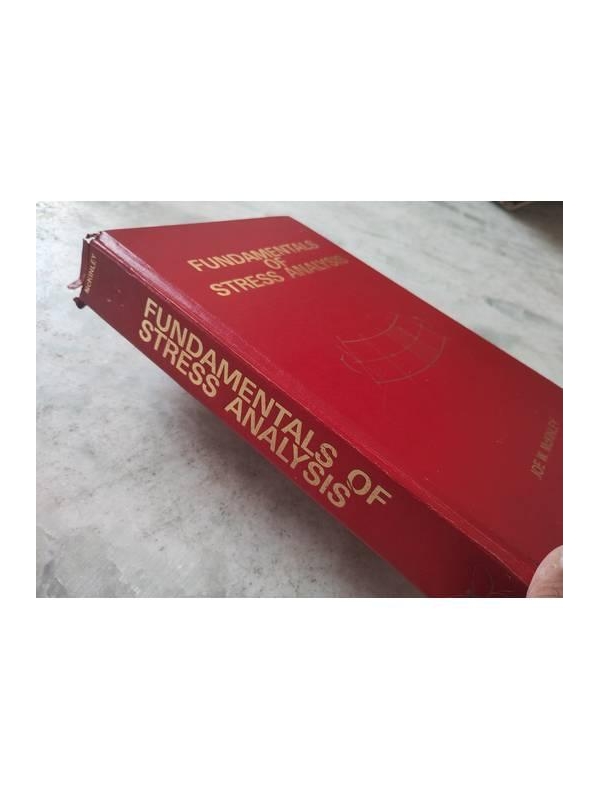 McKINLEY
FUNDAMENTALS OF
STRESS ANALYSIS
FUNDAMENTALS
OF
STRESS ANALYSIS
JOE W. McKINLEY